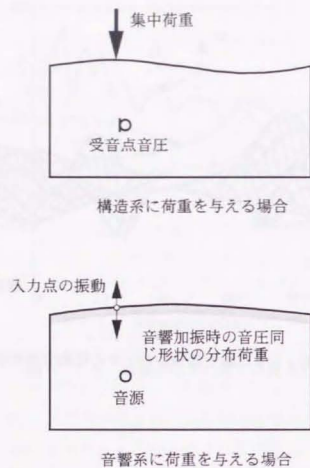 集中荷重
受音点音圧
構造系に荷重を与える場合
入力点の振動
音響加振時の音圧同
じ形状の分布荷重
音源
音響系に荷重を与える場合